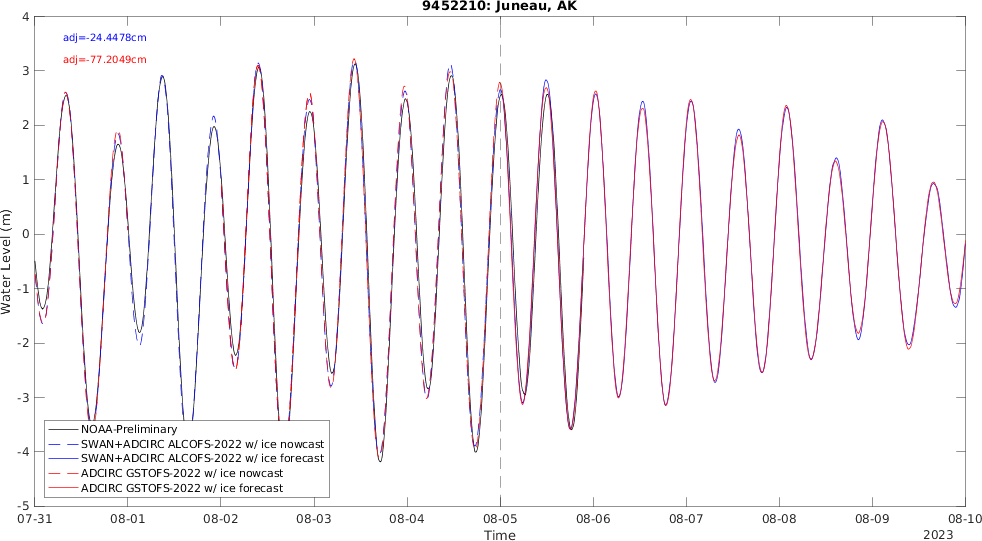 9452210: Juneau, AK
adj=-24.4478cm
adj=-77.2049cm
4
3
2
1
0
-1
-2
-3
-4
-5
Water Level (m)
NOAA-Preliminary
SWAN+ADCIRC ALCOFS-2022 w/ ice nowcast
SWAN+ADCIRC ALCOFS-2022 w/ ice forecast
ADCIRC GSTOFS-2022 w/ ice nowcast
ADCIRC GSTOFS-2022 w/ ice forecast
07-31 08-01 08-02 08-03 08-04 08-05 08-06 08-07 08-08 08-09 08-10
Time
2023